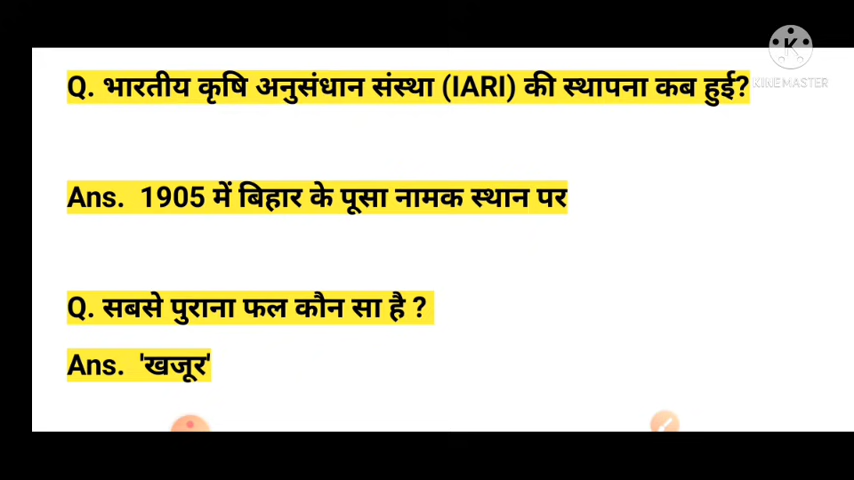 Q. भारतीय कृषि अनुसंधान संस्था (IARI) की स्थापना कब हुई?
KINEMASTER
Ans. 1905 में बिहार के पूसा नामक स्थान पर
Q. सबसे पुराना फल कौन सा है ?
Ans. 'खजूर'